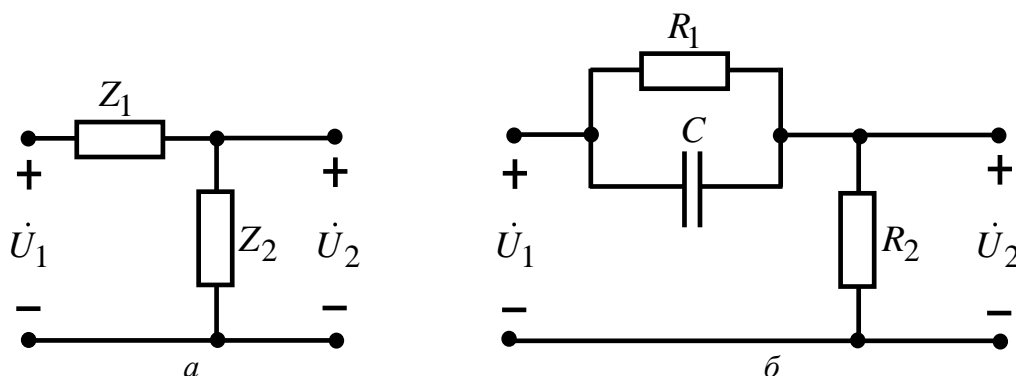 Z1
+ +
U̇1 Z2 U̇2
− −
а
R1
C
+ +
U̇1 R2 U̇2
− −
б